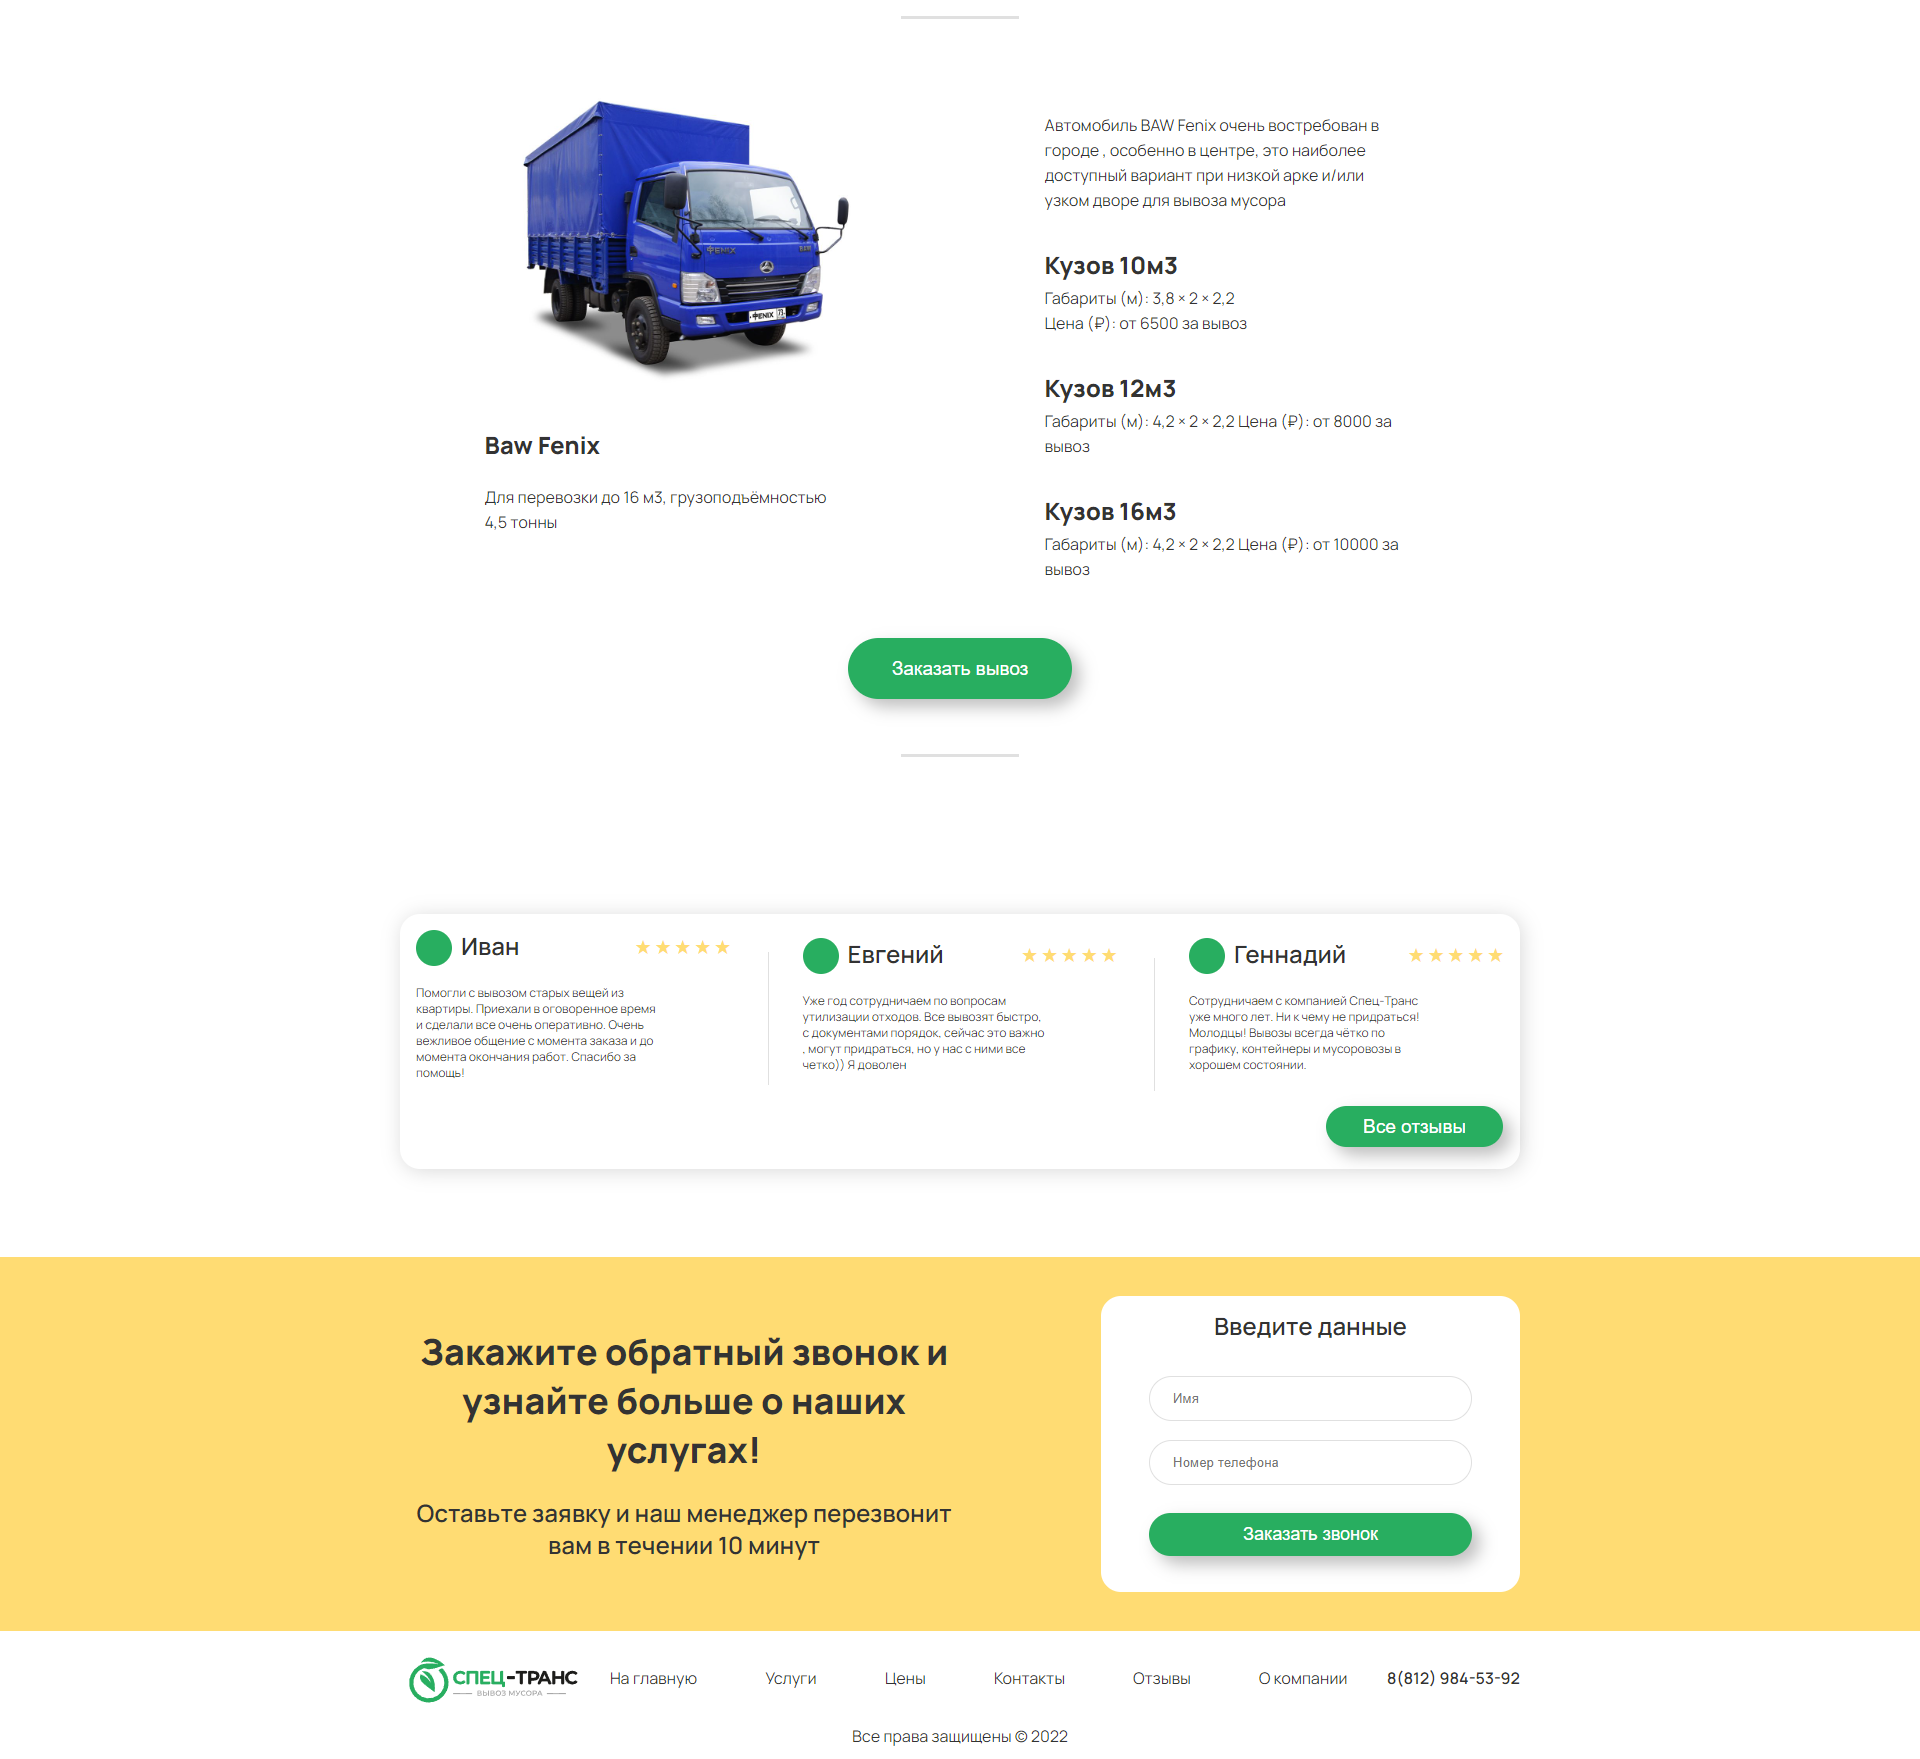 ФЕNIX
ФЕNIX
Baw Fenix
Для перевозки до 16 м3, грузоподъёмностью
4,5 тонны
Автомобиль BAW Fenix очень востребован в
городе , особенно в центре, это наиболее
доступный вариант при низкой арке и/или
узком дворе для вывоза мусора
Кузов 10м3
Габариты (м): 3,8 × 2 × 2,2
Цена (₽): от 6500 за вывоз
Кузов 12м3
Габариты (м): 4,2 × 2 × 2,2 Цена (₽): от 8000 за
вывоз
Кузов 16м3
Габариты (м): 4,2 × 2 × 2,2 Цена (₽): от 10000 за
вывоз
Заказать вывоз
Иван
Помогли с вывозом старых вещей из
квартиры. Приехали в оговоренное время
и сделали все очень оперативно. Очень
вежливое общение с момента заказа и до
момента окончания работ. Спасибо за
помощь!
Евгений
Уже год сотрудничаем по вопросам
утилизации отходов. Все вывозят быстро,
с документами порядок, сейчас это важно
, могут придраться, но у нас с ними все
четко)) Я доволен
Геннадий
Сотрудничаем с компанией Спец-Транс
уже много лет. Ни к чему не придраться!
Молодцы! Вывозы всегда чётко по
графику, контейнеры и мусоровозы в
хорошем состоянии.
Все отзывы
Закажите обратный звонок и
узнайте больше о наших
услугах!
Оставьте заявку и наш менеджер перезвонит
вам в течении 10 минут
Введите данные
Имя
Номер телефона
Заказать звонок
СПЕЦ-ТРАНС
ВЫВОЗ МУСОРА
На главную
Услуги
Цены
Контакты
Отзывы
О компании
8(812) 984-53-92
Все права защищены © 2022